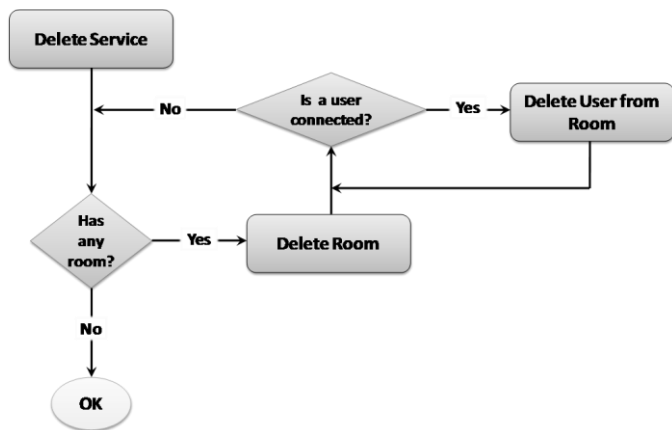 Delete Service
Is a user
connected?
No
Yes
Delete User from
Room
Has
any
room?
Yes
Delete Room
No
OK